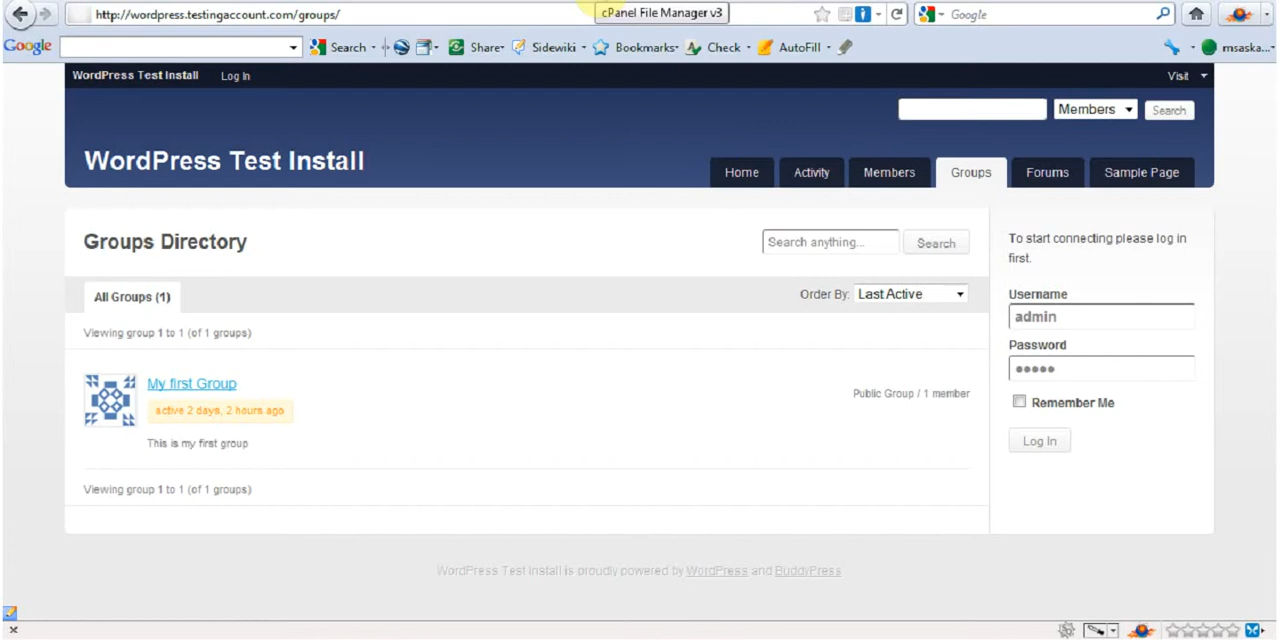 http://wordpress.testingaccount.com/groups/
cPanel File Manager v3
Google
Google
Search
Share
Sidewiki
Bookmarks
Check
AutoFill
msaska...
WordPress Test Install
Log In
Visit
Members
Search
WordPress Test Install
Home
Activity
Members
Groups
Forums
Sample Page
Groups Directory
Search anything...
Search
All Groups (1)
Order By: Last Active
Viewing group 1 to 1 (of 1 groups)
My first Group
active 2 days, 2 hours ago
Public Group / 1 member
This is my first group
Viewing group 1 to 1 (of 1 groups)
To start connecting please log in
first.
Username
admin
Password
Remember Me
Log In
WordPress Test Install is proudly powered by WordPress and BuddyPress